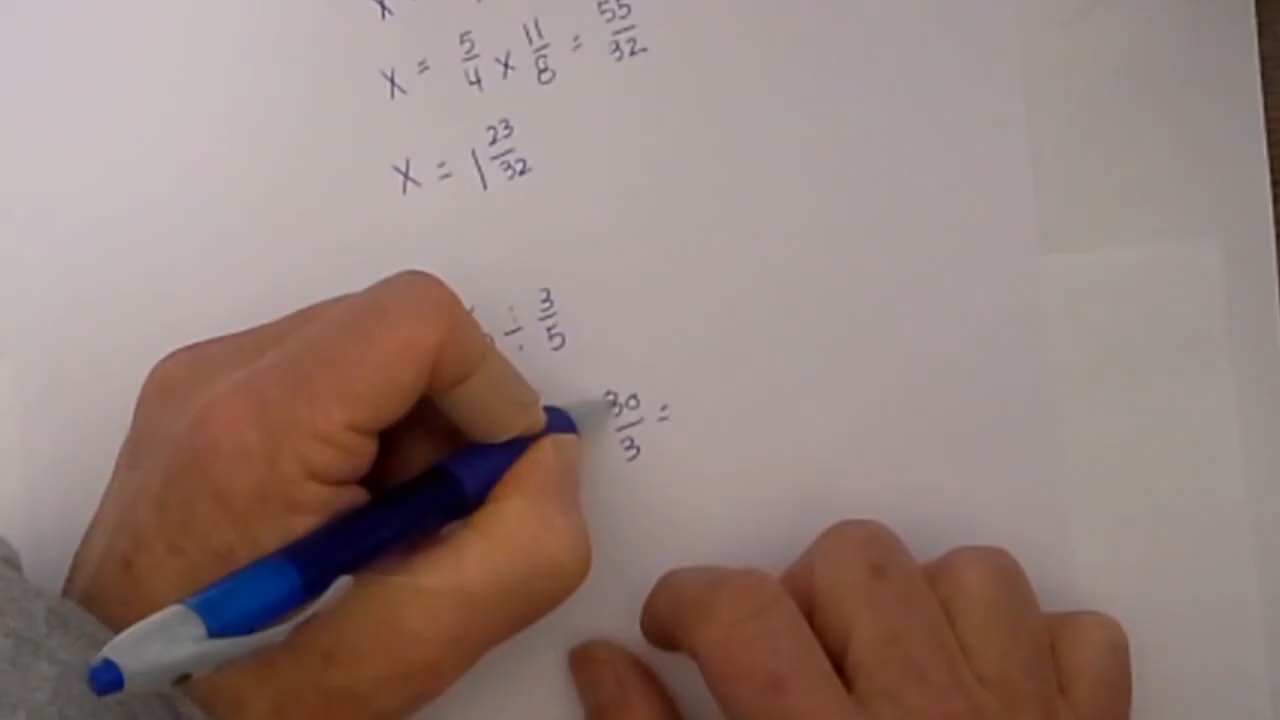 x
x = 5/4 x 11/8 = 55/32
x = 1 23/32
÷ 3/5
30/3 =